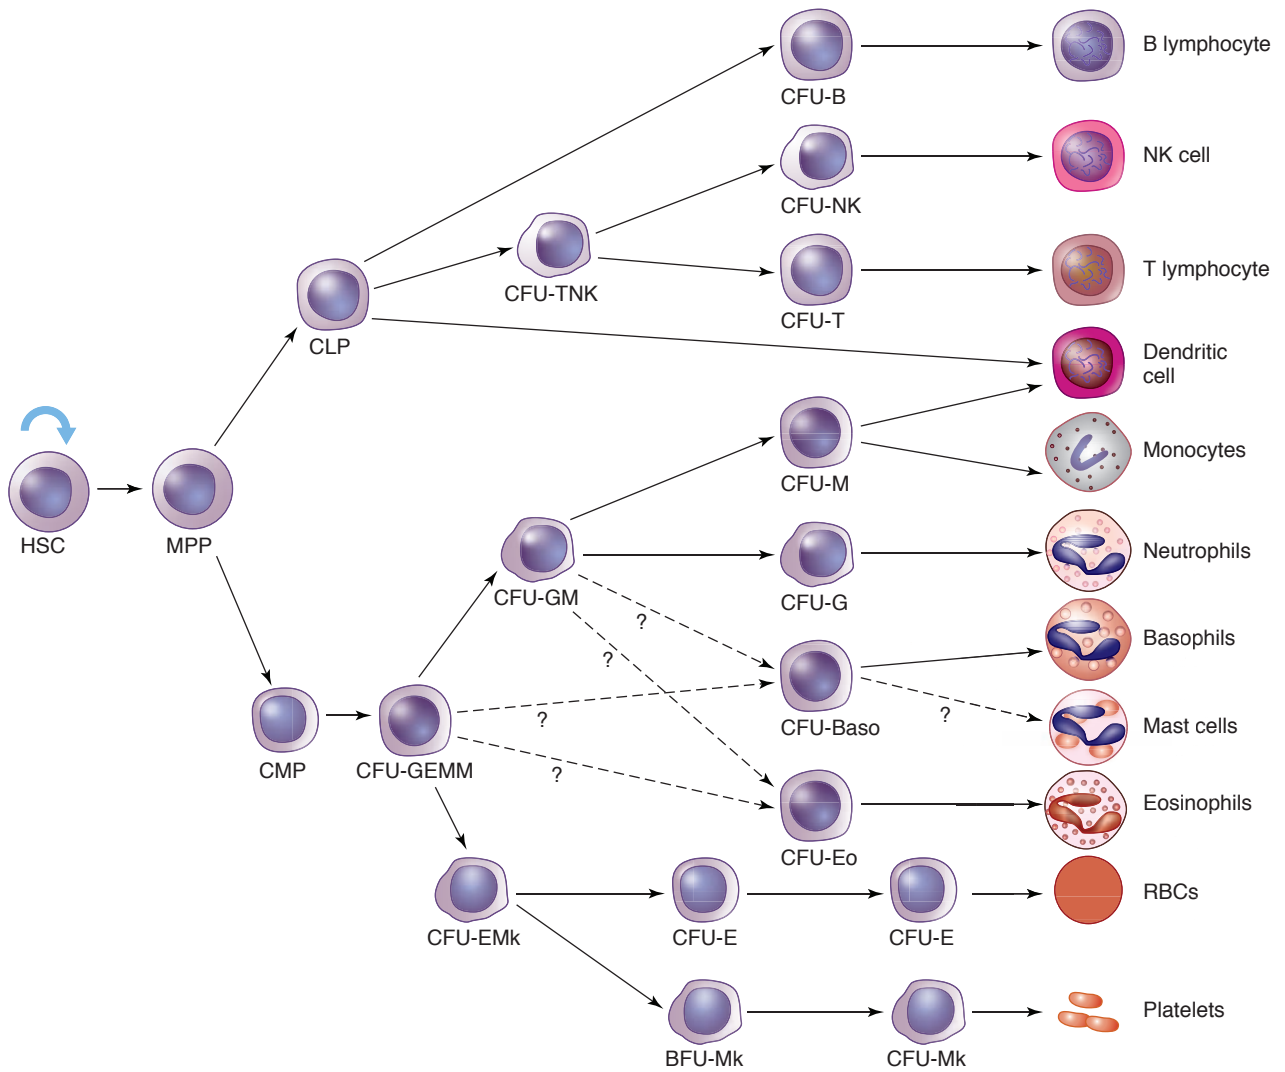 B lymphocyte
CFU-B
NK cell
CFU-NK
T lymphocyte
CFU-TNK
CFU-T
CLP
Dendritic
cell
Monocytes
CFU-M
HSC
MPP
Neutrophils
CFU-GM
CFU-G
?
Basophils
?
?
CFU-Baso
?
Mast cells
CMP
CFU-GEMM
?
Eosinophils
CFU-Eo
RBCs
CFU-EMk
CFU-E
CFU-E
Platelets
BFU-Mk
CFU-Mk